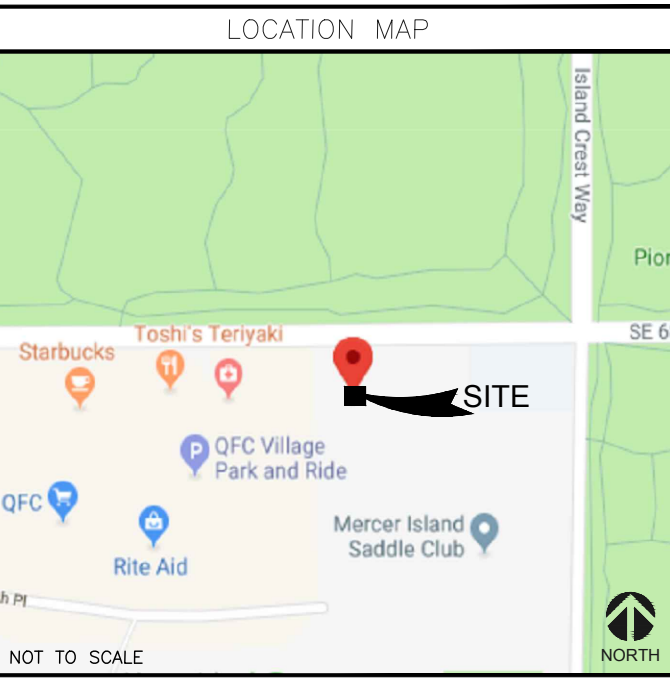 LOCATION MAP
Island Crest Way
Pior
SE 6
Toshi's Teriyaki
Starbucks
SITE
P
QFC Village
Park and Ride
QFC
Mercer Island
Saddle Club
Rite Aid
h Pl
NOT TO SCALE
NORTH